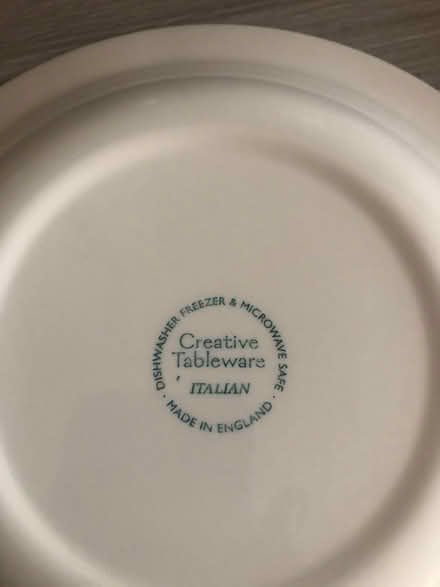 · DISHWASHER FREEZER & MICROWAVE SAFE ·
Creative
Tableware
ITALIAN
MADE IN ENGLAND